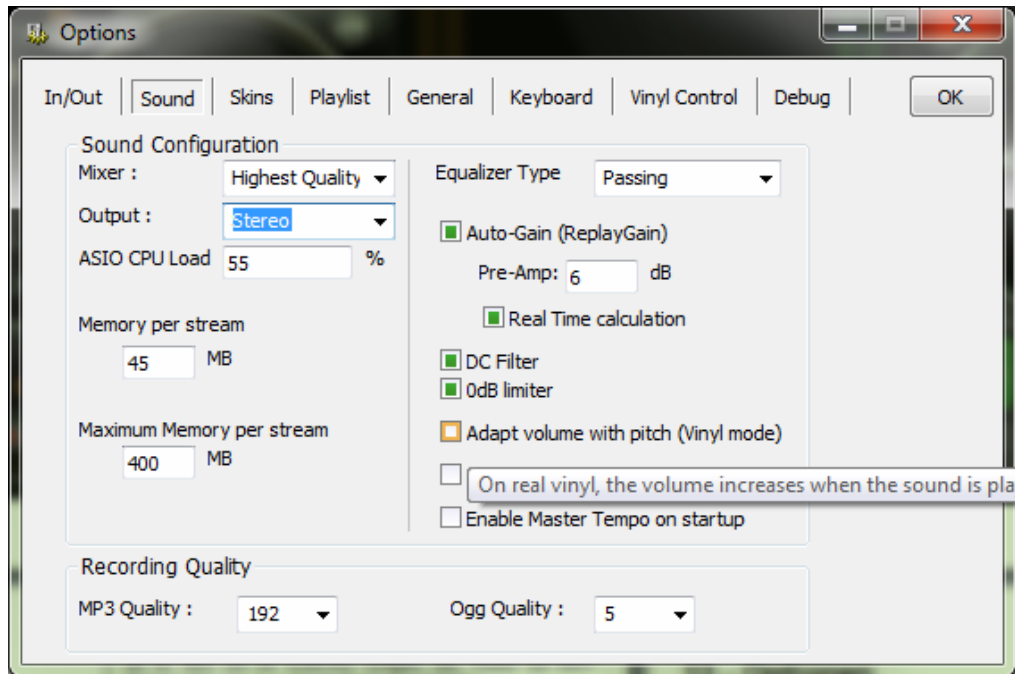 Options
In/Out Sound Skins Playlist General Keyboard Vinyl Control Debug OK
Sound Configuration
Mixer : Highest Quality
Output : Stereo
ASIO CPU Load 55 %
Memory per stream
45 MB
Maximum Memory per stream
400 MB
Equalizer Type Passing
Auto-Gain (ReplayGain)
Pre-Amp: 6 dB
Real Time calculation
DC Filter
0dB limiter
Adapt volume with pitch (Vinyl mode)
On real vinyl, the volume increases when the sound is pla
Enable Master Tempo on startup
Recording Quality
MP3 Quality : 192 Ogg Quality : 5